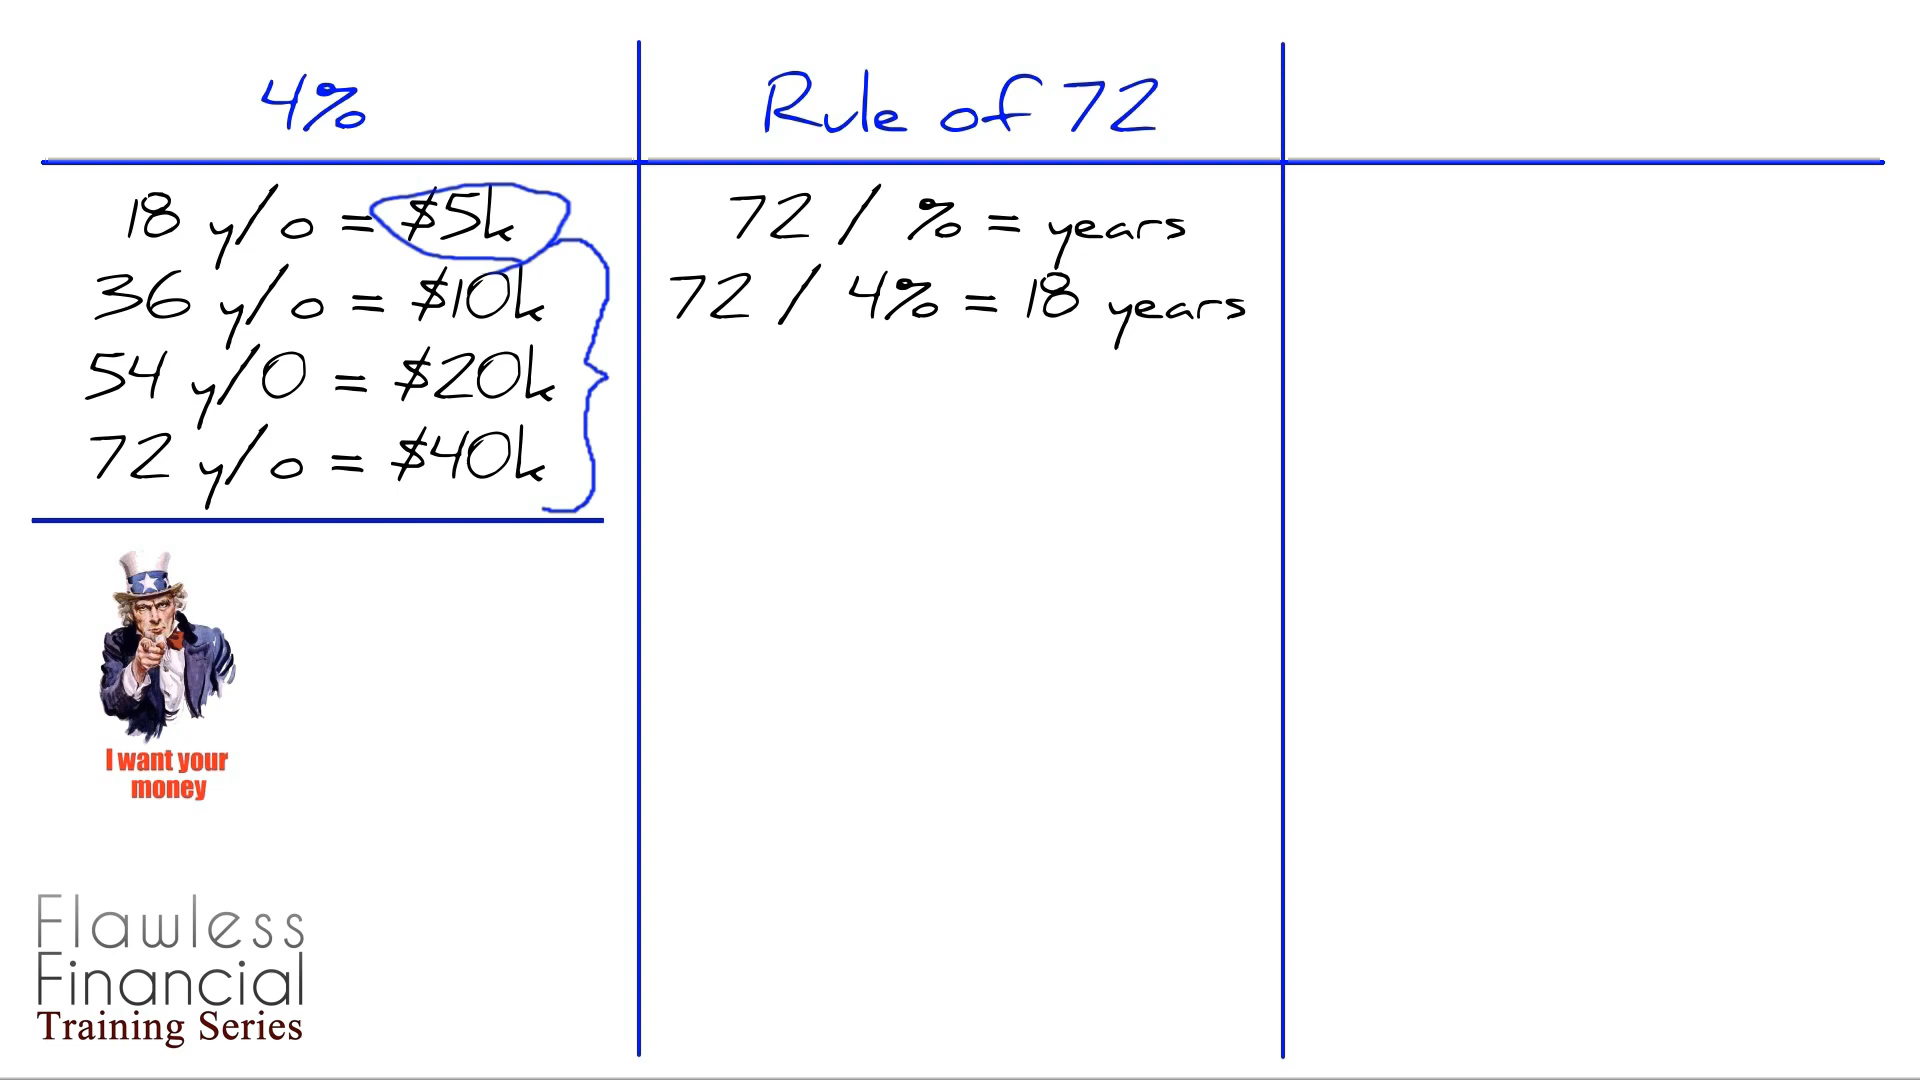 4%
18 y/o = $5k
36 y/o = $10k
54 y/O = $20k
72 y/o = $40k
I want your
money
Flawless
Financial
Training Series
Rule of 72
72 / % = years
72 / 4% = 18 years